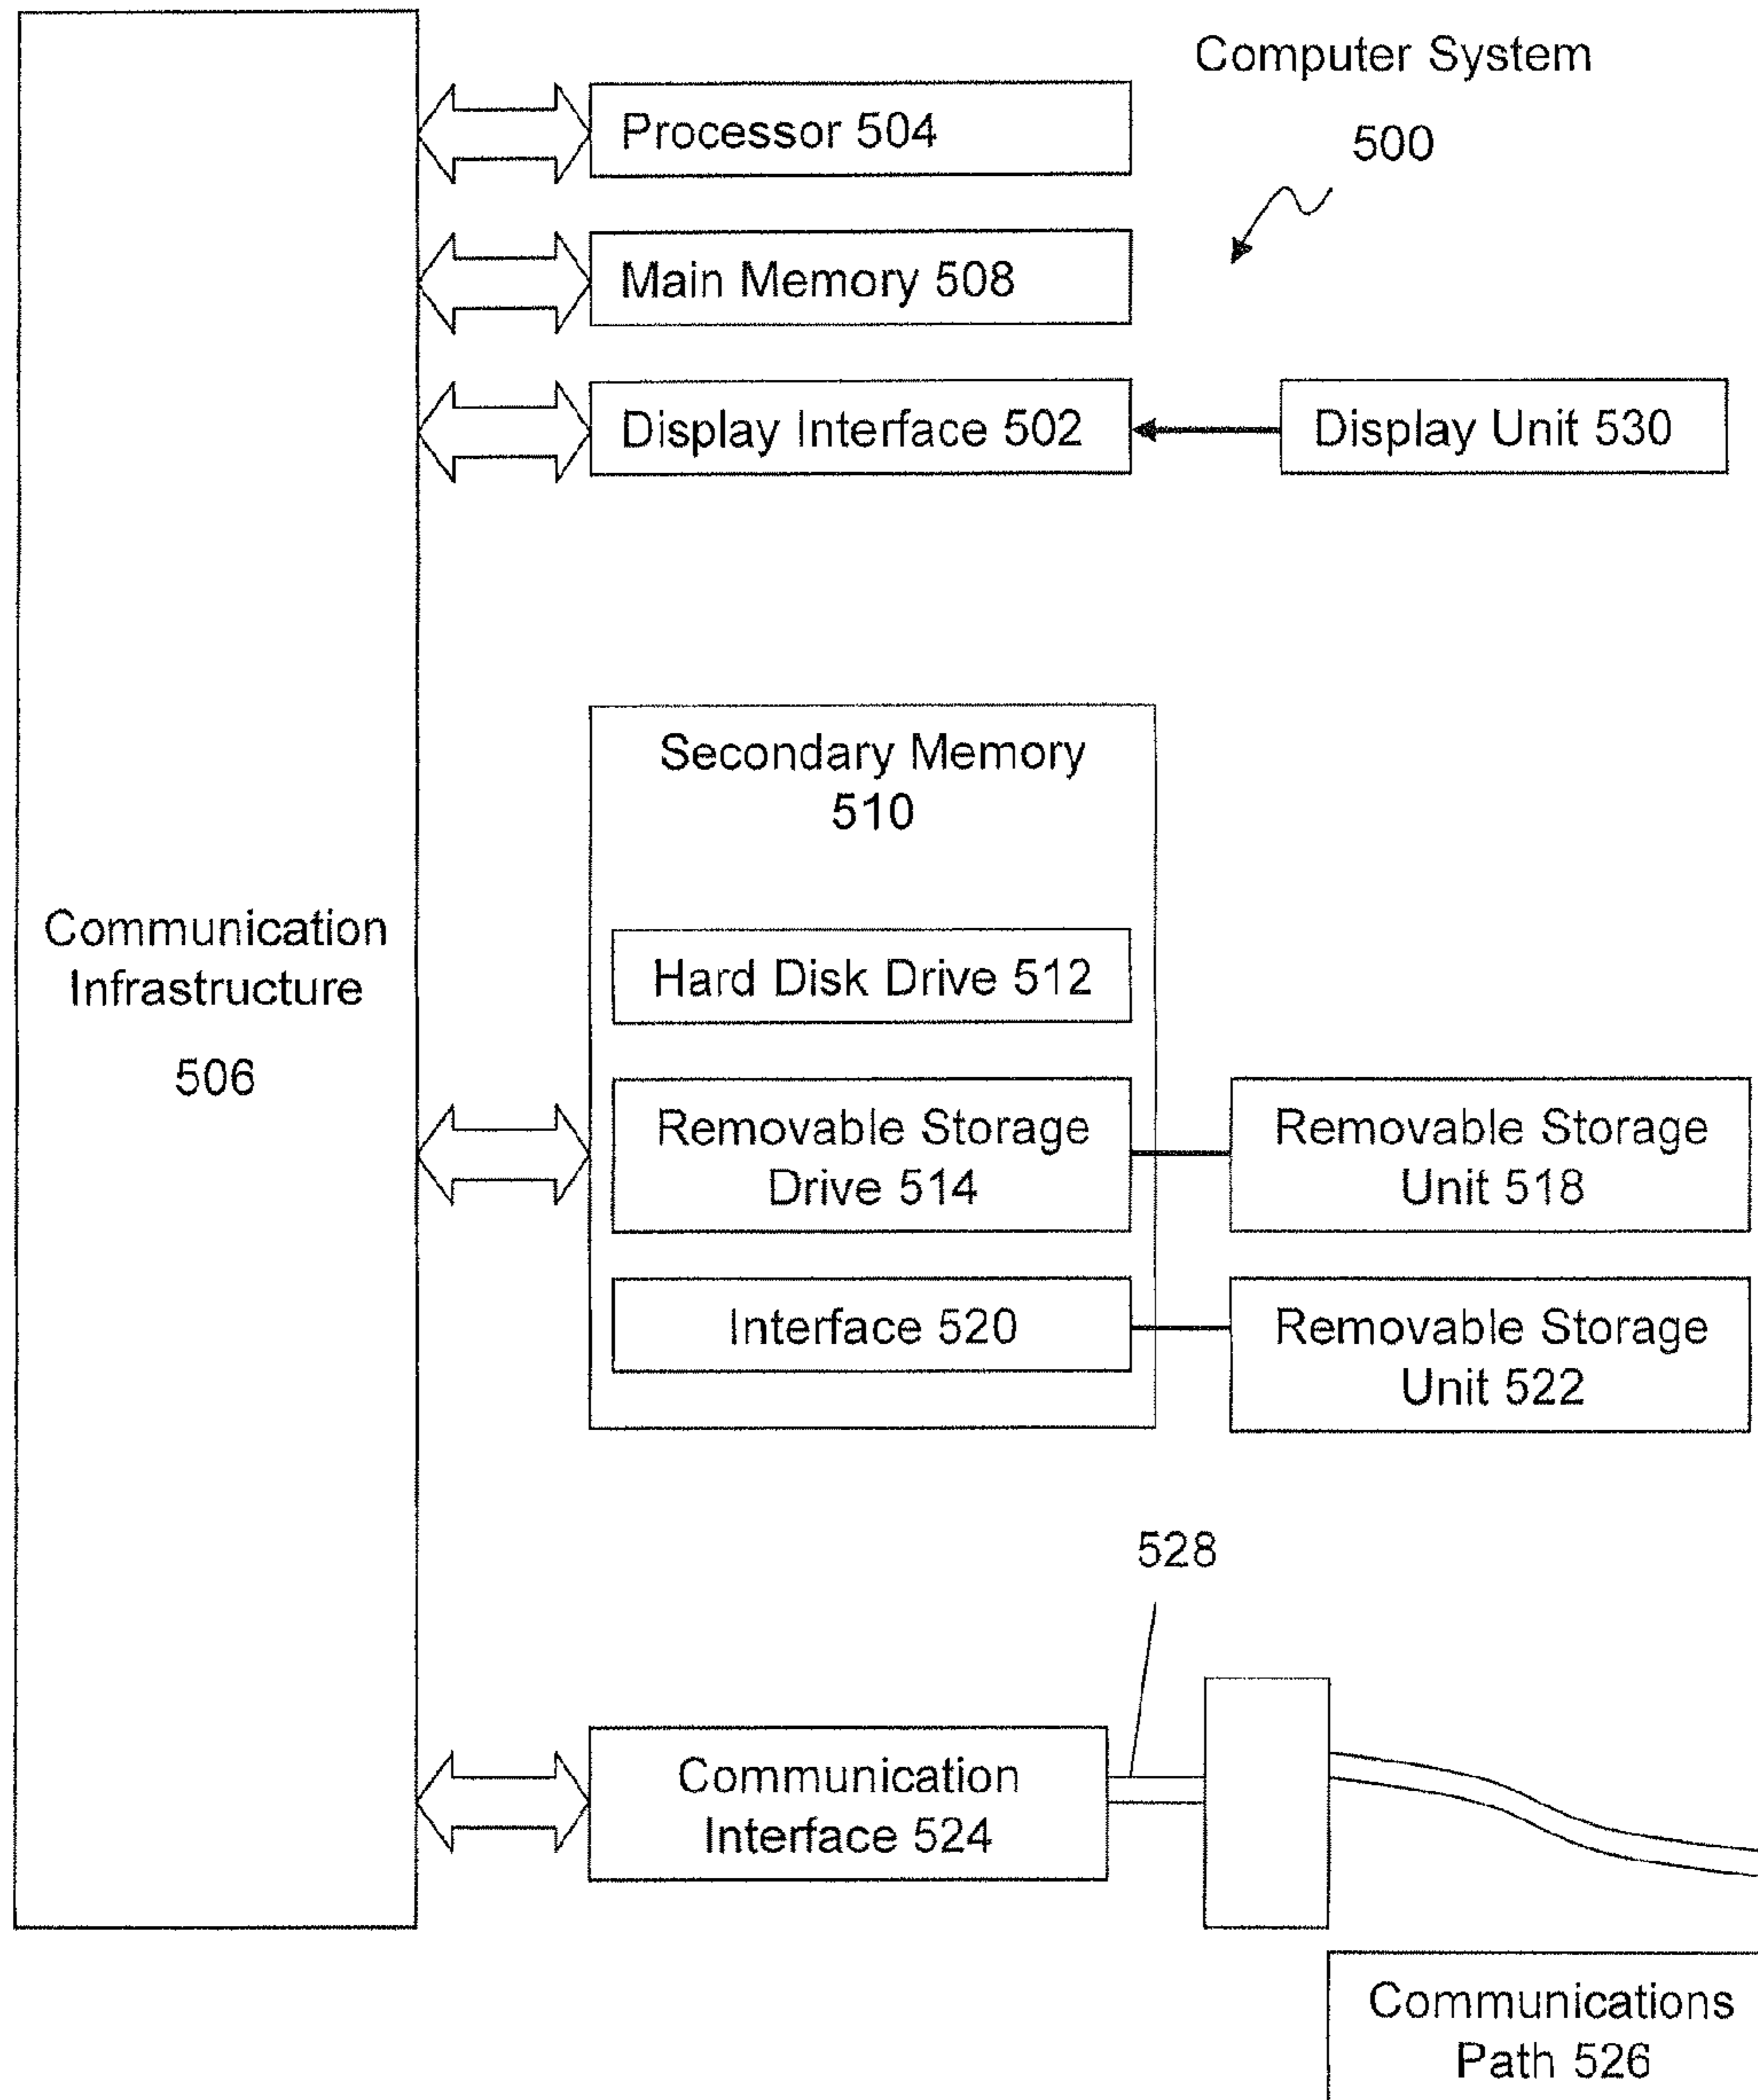 Computer System
500
Processor 504
Main Memory 508
Display Interface 502
Display Unit 530
Secondary Memory
510
Communication
Infrastructure
506
Hard Disk Drive 512
Removable Storage
Drive 514
Removable Storage
Unit 518
Interface 520
Removable Storage
Unit 522
528
Communication
Interface 524
Communications
Path 526